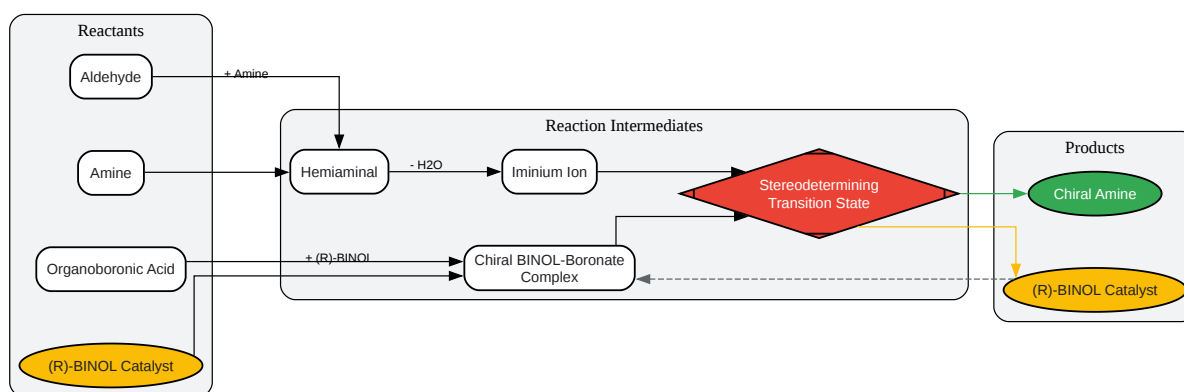 Reactants
Aldehyde
+ Amine
Reaction Intermediates
Products
Amine
Hemiaminal
- H2O
Iminium Ion
Stereodetermining
Transition State
Chiral Amine
Organoboronic Acid
+ (R)-BINOL
Chiral BINOL-Boronate
Complex
(R)-BINOL Catalyst
(R)-BINOL Catalyst